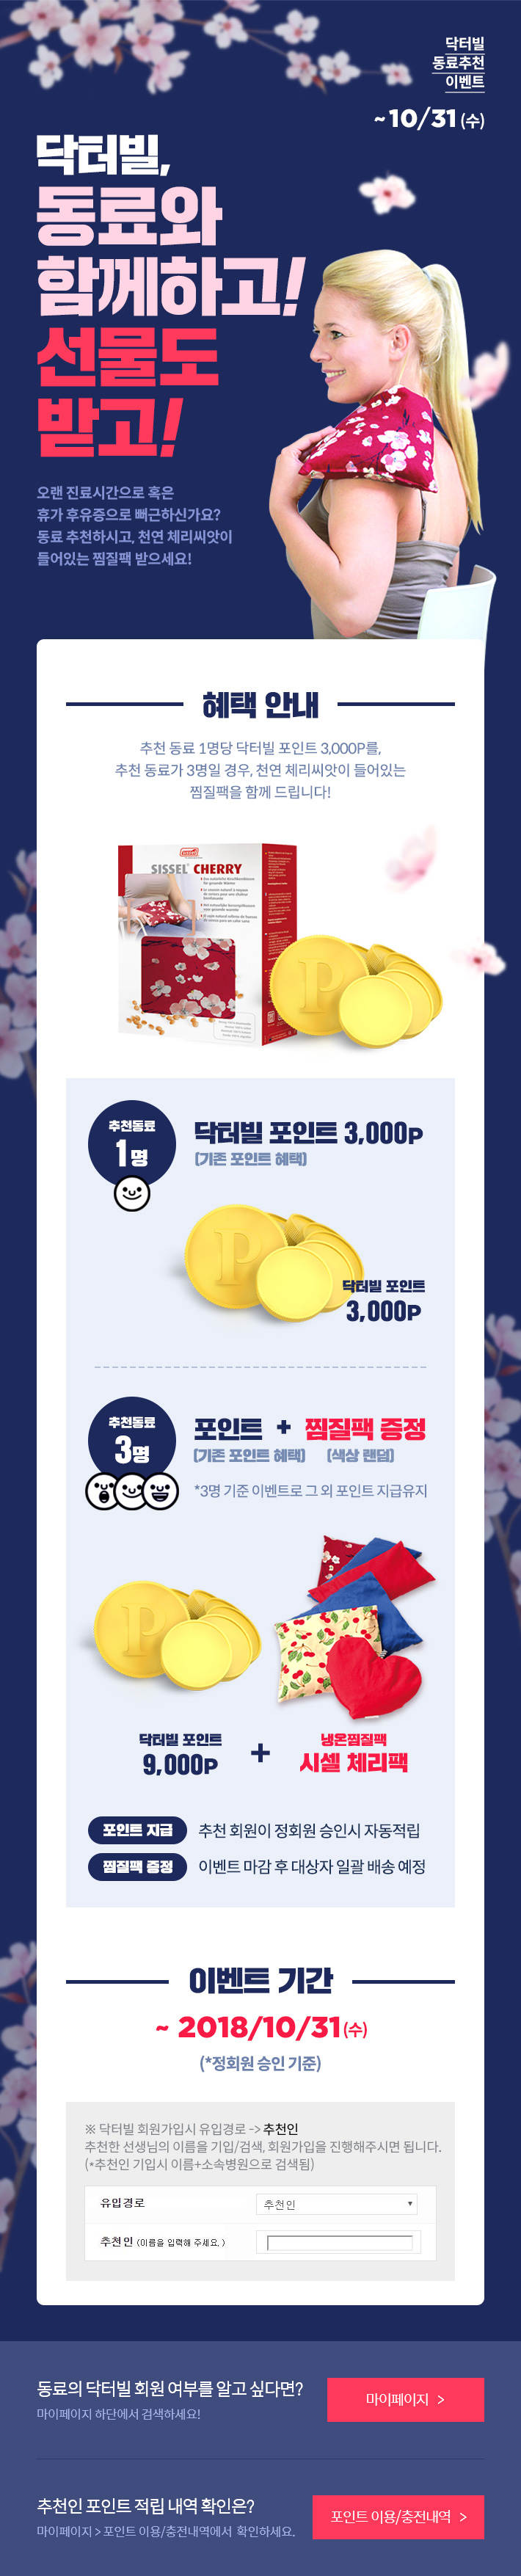 닥터빌
동료추천
이벤트
~ 10/31 (수)
닥터빌,
동료와
함께하고!
선물도
받고!
오랜 진료시간으로 혹은
휴가 후유증으로 뻐근하신가요?
동료 추천하시고, 천연 체리씨앗이
들어있는 찜질팩 받으세요!
혜택 안내
추천 동료 1명당 닥터빌 포인트 3,000P를,
추천 동료가 3명일 경우, 천연 체리씨앗이 들어있는
찜질팩을 함께 드립니다!
SISSEL
SISSEL CHERRY
P
추천동료
1명
닥터빌 포인트 3,000P
(기존 포인트 혜택)
P
닥터빌 포인트
3,000P
추천동료
3명
포인트 + 찜질팩 증정
(기존 포인트 혜택) (색상 랜덤)
*3명 기준 이벤트로 그 외 포인트 지급유지
P
닥터빌 포인트
9,000P
+
냉온찜질팩
시셀 체리팩
포인트 지급 추천 회원이 정회원 승인시 자동적립
찜질팩 증정 이벤트 마감 후 대상자 일괄 배송 예정
이벤트 기간
~ 2018/10/31(수)
(*정회원 승인 기준)
※ 닥터빌 회원가입시 유입경로 -> 추천인
추천한 선생님의 이름을 기입/검색, 회원가입을 진행해주시면 됩니다.
(*추천인 기입시 이름+소속병원으로 검색됨)
유입경로 추천인 ▼
추천인 (이름을 입력해 주세요.)
동료의 닥터빌 회원 여부를 알고 싶다면?
마이페이지 하단에서 검색하세요!
마이페이지 >
추천인 포인트 적립 내역 확인은?
마이페이지 > 포인트 이용/충전내역에서 확인하세요.
포인트 이용/충전내역 >